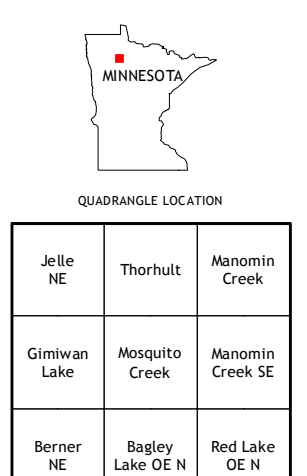 MINNESOTA
QUADRANGLE LOCATION
Jelle
NE
Thorhult
Manomin
Creek
Gimiwan
Lake
Mosquito
Creek
Manomin
Creek SE
Berner
NE
Bagley
Lake OE N
Red Lake
OE N